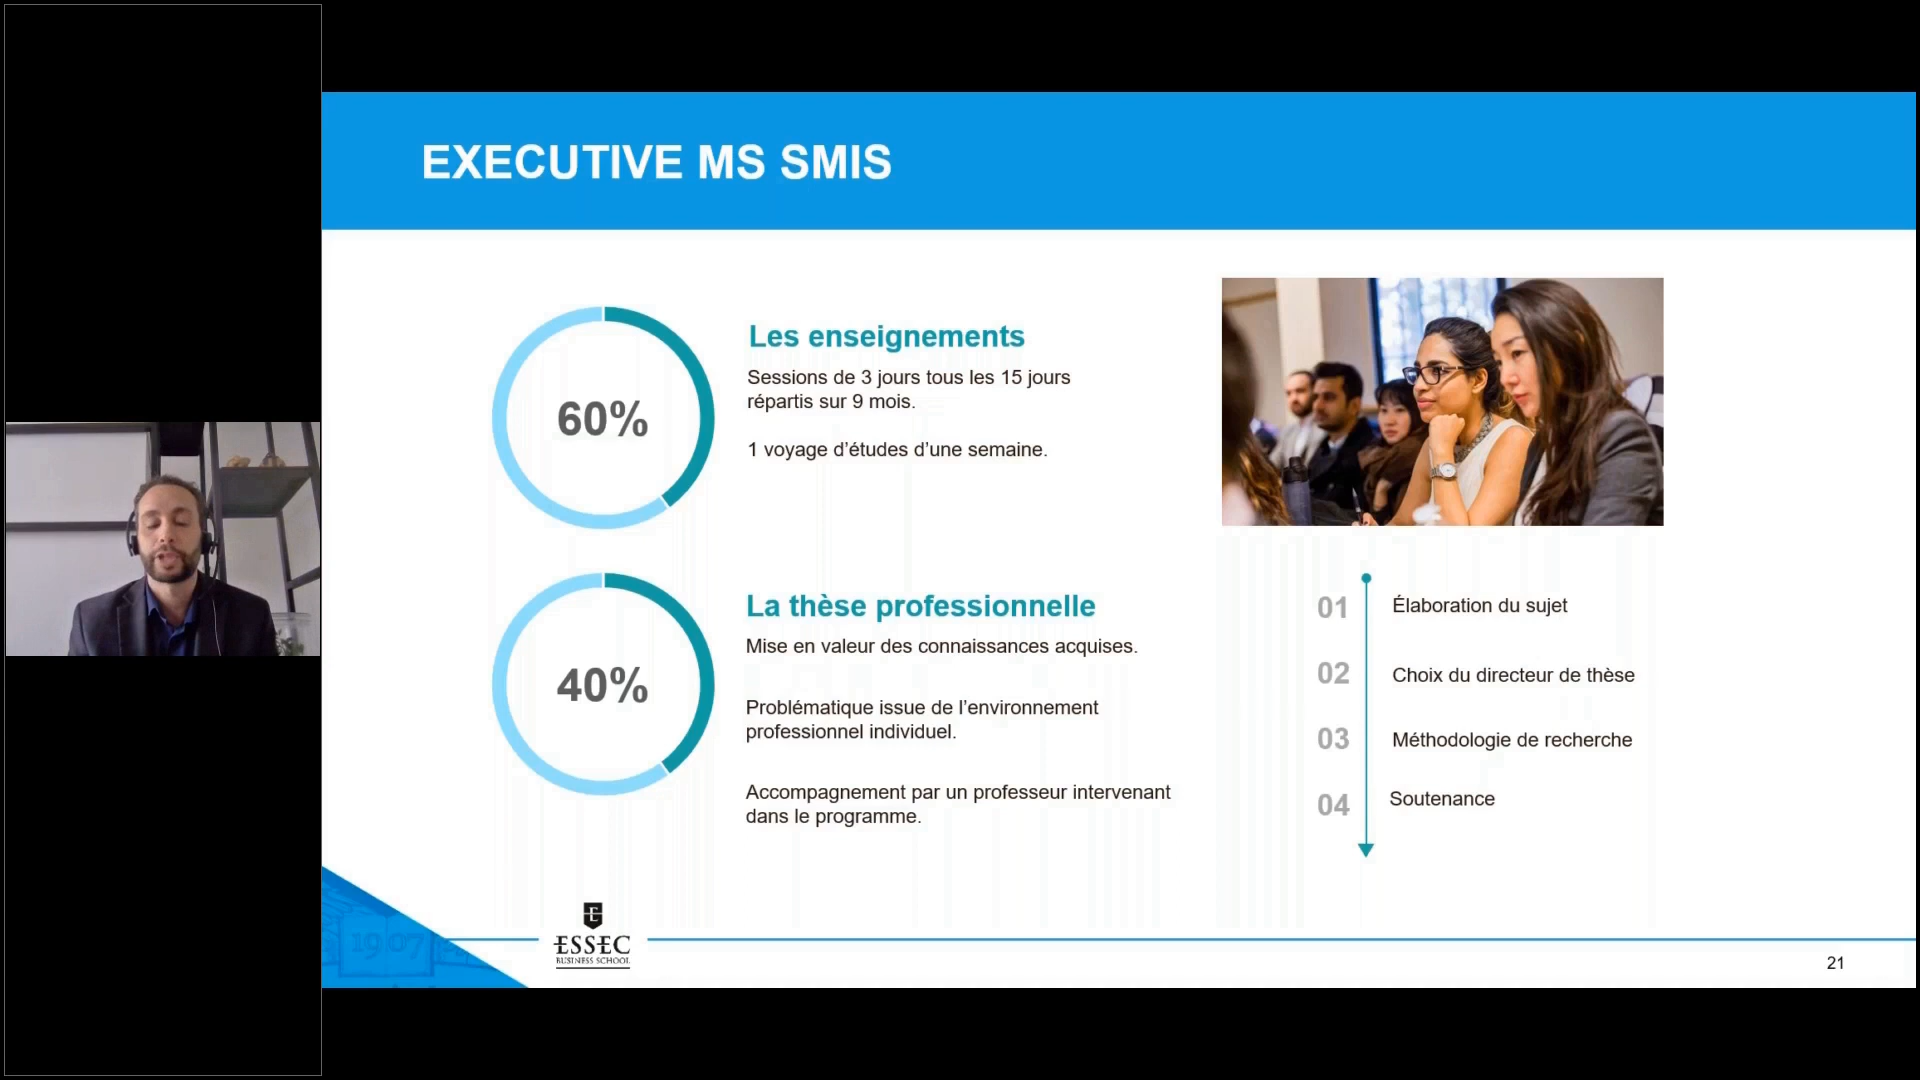 EXECUTIVE MS SMIS
60%
Les enseignements
Sessions de 3 jours tous les 15 jours
répartis sur 9 mois.
1 voyage d’études d’une semaine.
40%
La thèse professionnelle
Mise en valeur des connaissances acquises.
Problématique issue de l’environnement
professionnel individuel.
Accompagnement par un professeur intervenant
dans le programme.
01 Élaboration du sujet
02 Choix du directeur de thèse
03 Méthodologie de recherche
04 Soutenance
1907
ESSEC
BUSINESS SCHOOL
21